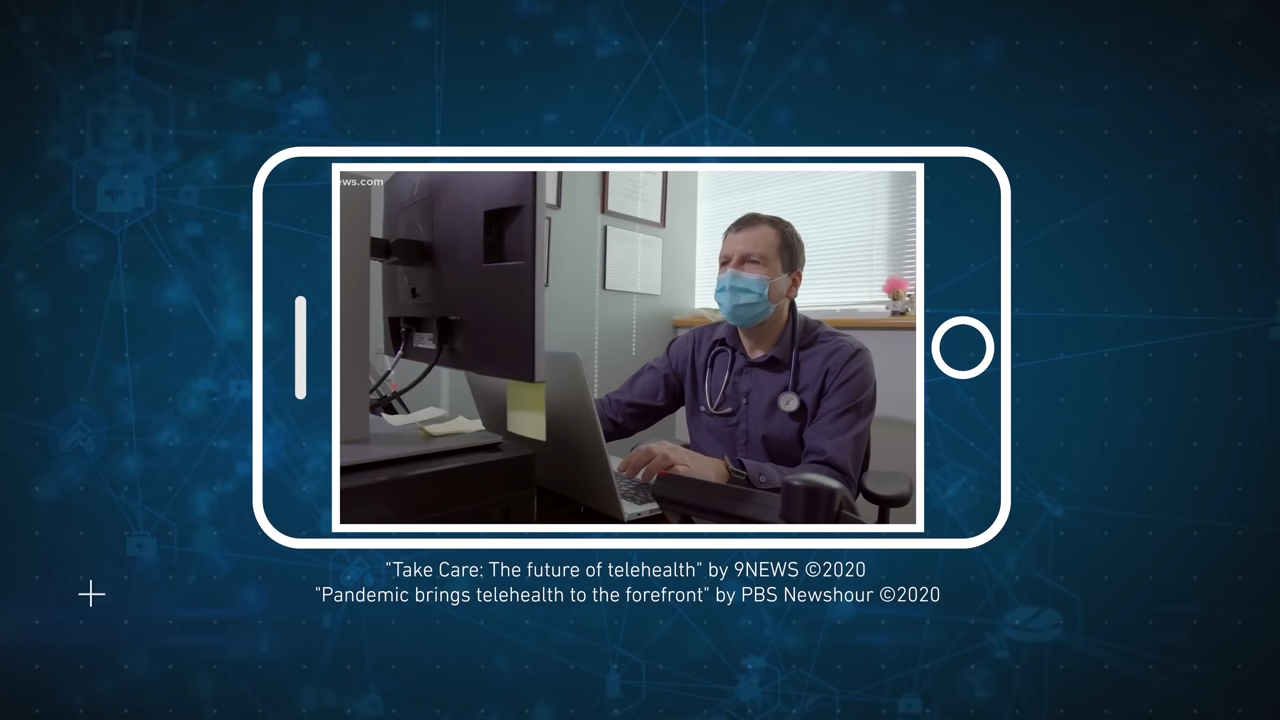 ews.com
"Take Care: The future of telehealth" by 9NEWS ©2020
"Pandemic brings telehealth to the forefront" by PBS Newshour ©2020